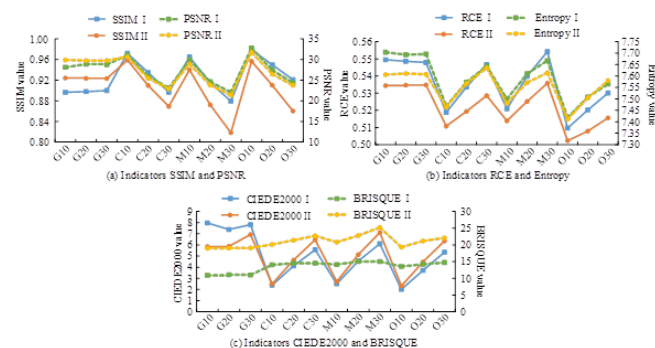 SSIM I PSNR I
SSIM II PSNR II
SSIM value
1.00
0.96
0.92
0.88
0.84
0.80
35
30
25
20
15
10
PSNR value
G10 G20 G30 C10 C20 C30 M10 M20 M30 O10 O20 O30
(a) Indicators SSIM and PSNR
RCE I Entropy I
RCE II Entropy II
RCE value
0.56
0.55
0.54
0.53
0.52
0.51
0.50
7.75
7.70
7.65
7.60
7.55
7.50
7.45
7.40
7.35
7.30
Entropy value
G10 G20 G30 C10 C20 C30 M10 M20 M30 O10 O20 O30
(b) Indicators RCE and Entropy
CIEDE2000 I BRISQUE I
CIEDE2000 II BRISQUE II
CIEDE2000 value
9
8
7
6
5
4
3
2
1
0
30
25
20
15
10
5
0
BRISQUE value
G10 G20 G30 C10 C20 C30 M10 M20 M30 O10 O20 O30
(c) Indicators CIEDE2000 and BRISQUE